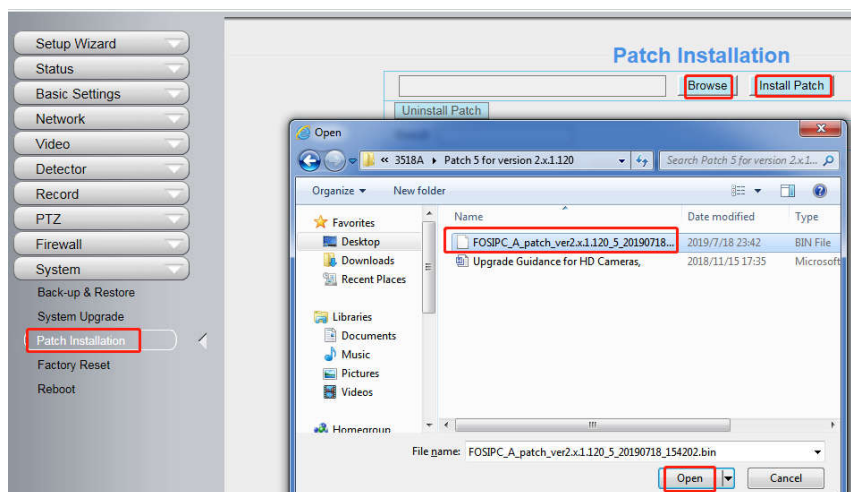 Setup Wizard
Status
Basic Settings
Network
Video
Detector
Record
PTZ
Firewall
System
Back-up & Restore
System Upgrade
Patch Installation
Factory Reset
Reboot
Patch Installation
Browse
Install Patch
Uninstall Patch
Open
« 3518A ▸ Patch 5 for version 2.x.1.120
Search Patch 5 for version 2.x.1...
Organize
New folder
Favorites
Desktop
Downloads
Recent Places
Libraries
Documents
Music
Pictures
Videos
Homegroup
Name Date modified Type
FOSIPC_A_patch_ver2.x.1.120_5_20190718... 2019/7/18 23:42 BIN File
Upgrade Guidance for HD Cameras, 2018/11/15 17:35 Microsoft
File name: FOSIPC_A_patch_ver2.x.1.120_5_20190718_154202.bin
Open
Cancel